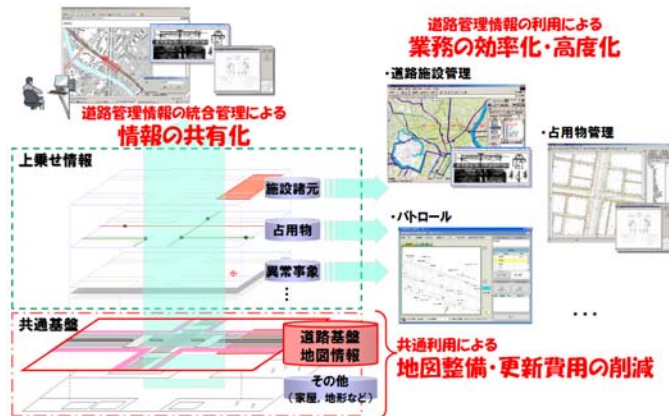 道路管理情報の利用による
業務の効率化・高度化
・道路施設管理
・占用物管理
道路管理情報の統合管理による
情報の共有化
上乗せ情報
施設諸元
占用物
・パトロール
異常事象
⋮
・・・
共通基盤
道路基盤
地図情報
共通利用による
地図整備・更新費用の削減
その他
(家屋、地形など)